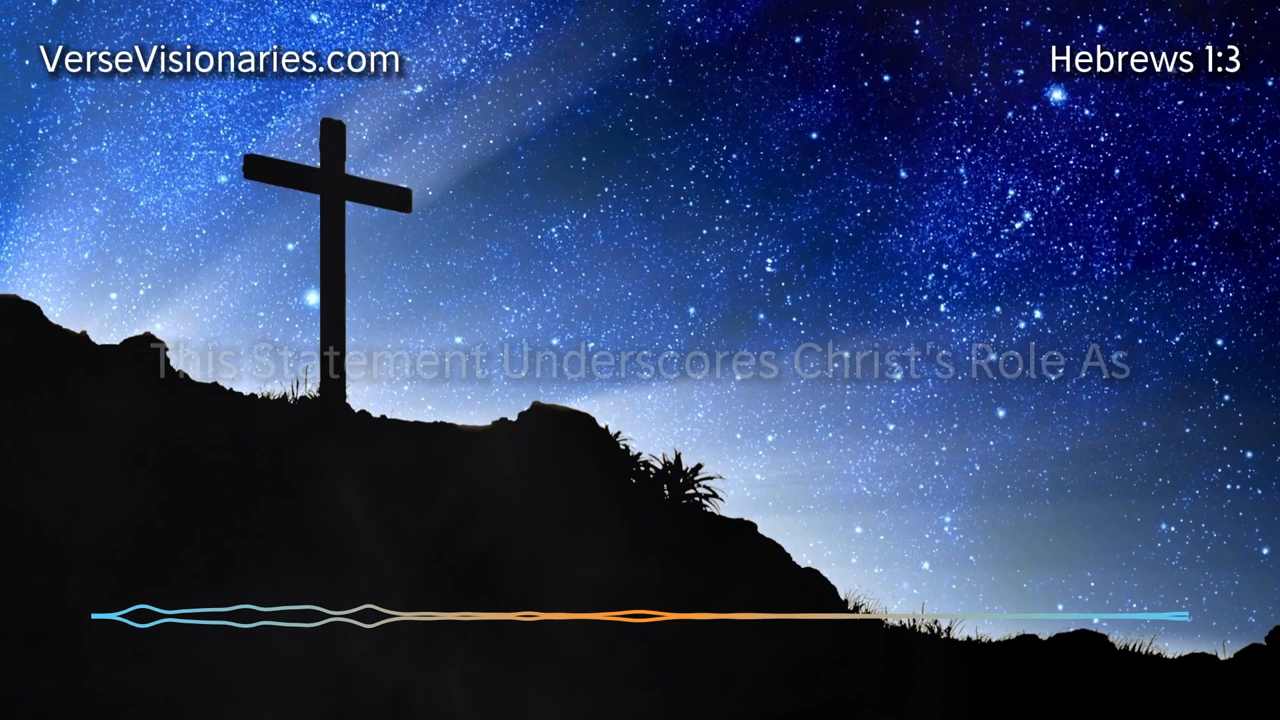 VerseVisionaries.com
Hebrews 1:3
This Statement Underscores Christ's Role As